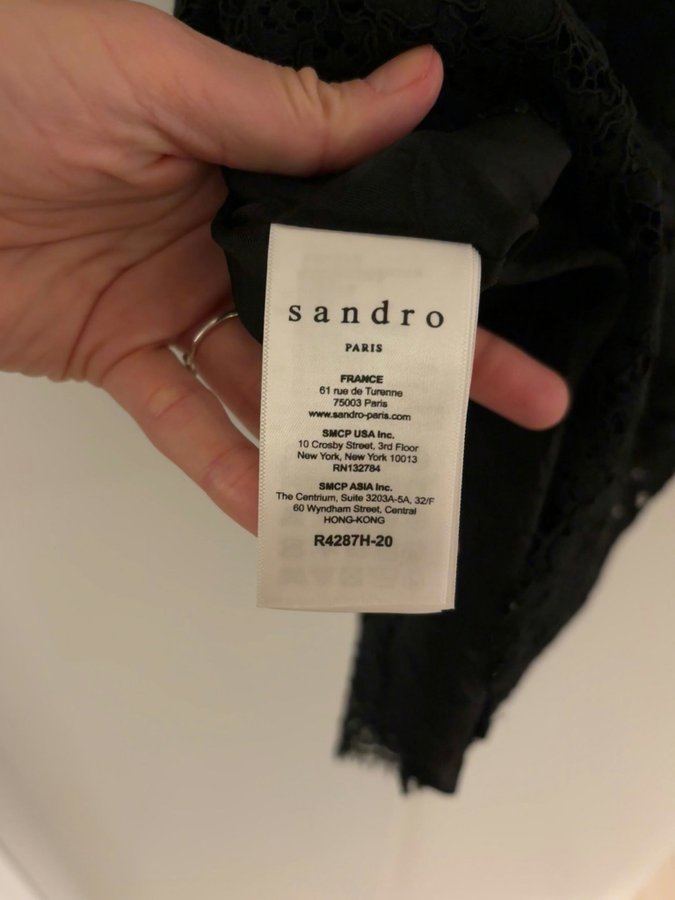 sandro
PARIS
FRANCE
61 rue de Turenne
75003 Paris
www.sandro-paris.com
SMCP USA Inc.
10 Crosby Street, 3rd Floor
New York, New York 10013
RN132784
SMCP ASIA Inc.
The Centrium, Suite 3203A-5A, 32/F
60 Wyndham Street, Central
HONG-KONG
R4287H-20